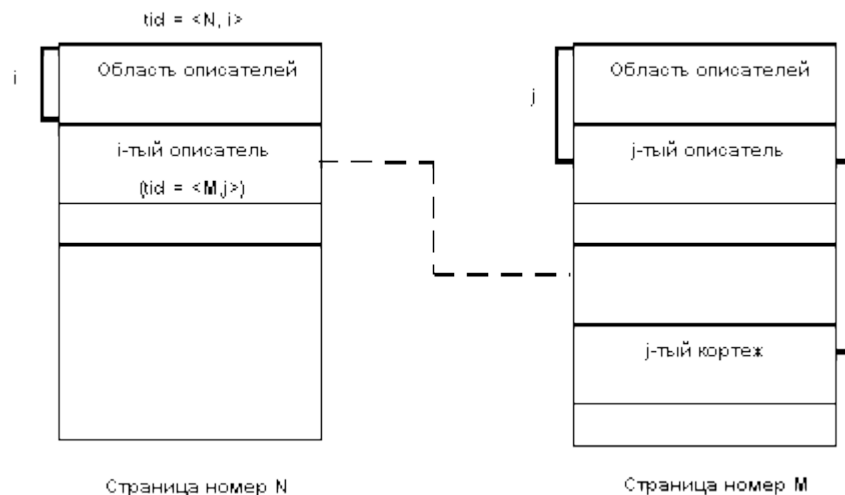 tid = <N, i>
i
Область описателей
i-тый описатель
(tid = <M,j>)
Страница номер N
j
Область описателей
j-тый описатель
j-тый кортеж
Страница номер M